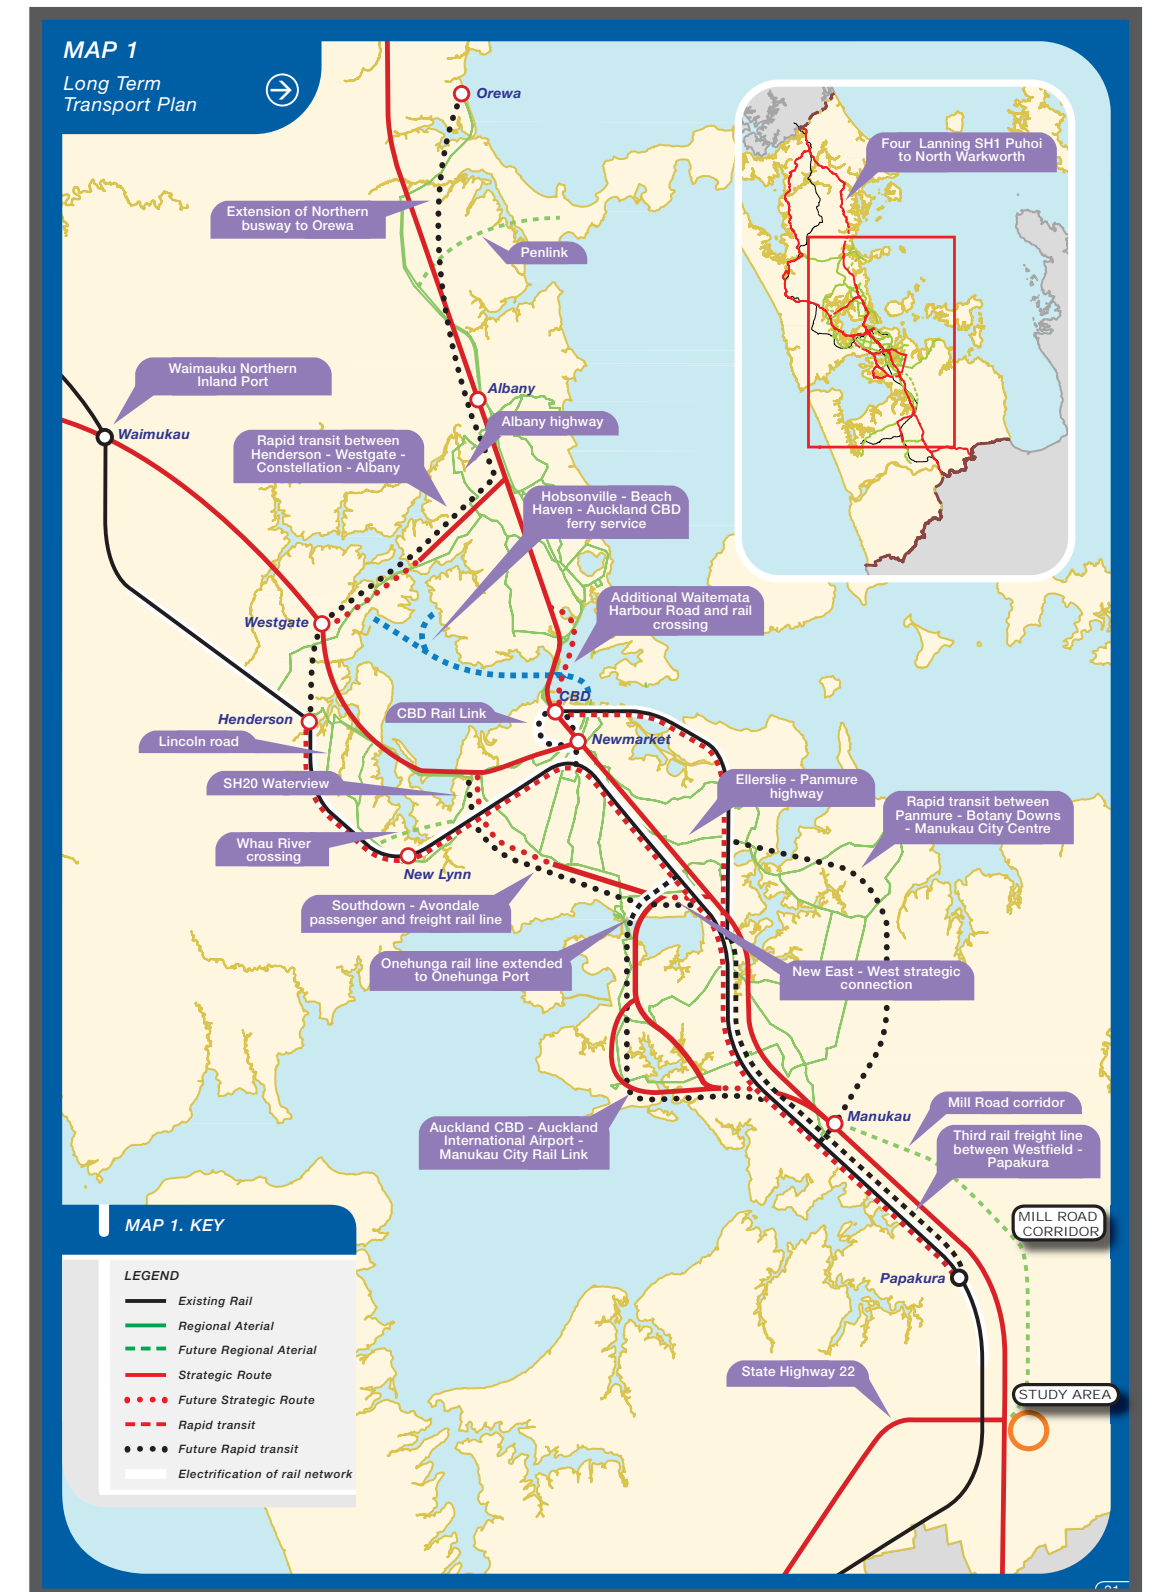 MAP 1
Long Term
Transport Plan
Orewa
Four Lanning SH1 Puhoi
to North Warkworth
Extension of Northern
busway to Orewa
Penlink
Waimauku Northern
Inland Port
Albany
Albany highway
Waimukau
Rapid transit between
Henderson - Westgate -
Constellation - Albany
Hobsonville - Beach
Haven - Auckland CBD
ferry service
Additional Waitemata
Harbour Road and rail
crossing
Westgate
CBD
CBD Rail Link
Henderson
Newmarket
Lincoln road
SH20 Waterview
Ellerslie - Panmure
highway
Rapid transit between
Panmure - Botany Downs
- Manukau City Centre
Whau River
crossing
New Lynn
Southdown - Avondale
passenger and freight rail line
Onehunga rail line extended
to Onehunga Port
New East - West strategic
connection
Auckland CBD - Auckland
International Airport -
Manukau City Rail Link
Manukau
Mill Road corridor
Third rail freight line
between Westfield -
Papakura
MILL ROAD
CORRIDOR
Papakura
State Highway 22
STUDY AREA
MAP 1. KEY
LEGEND
Existing Rail
Regional Aterial
Future Regional Aterial
Strategic Route
Future Strategic Route
Rapid transit
Future Rapid transit
Electrification of rail network